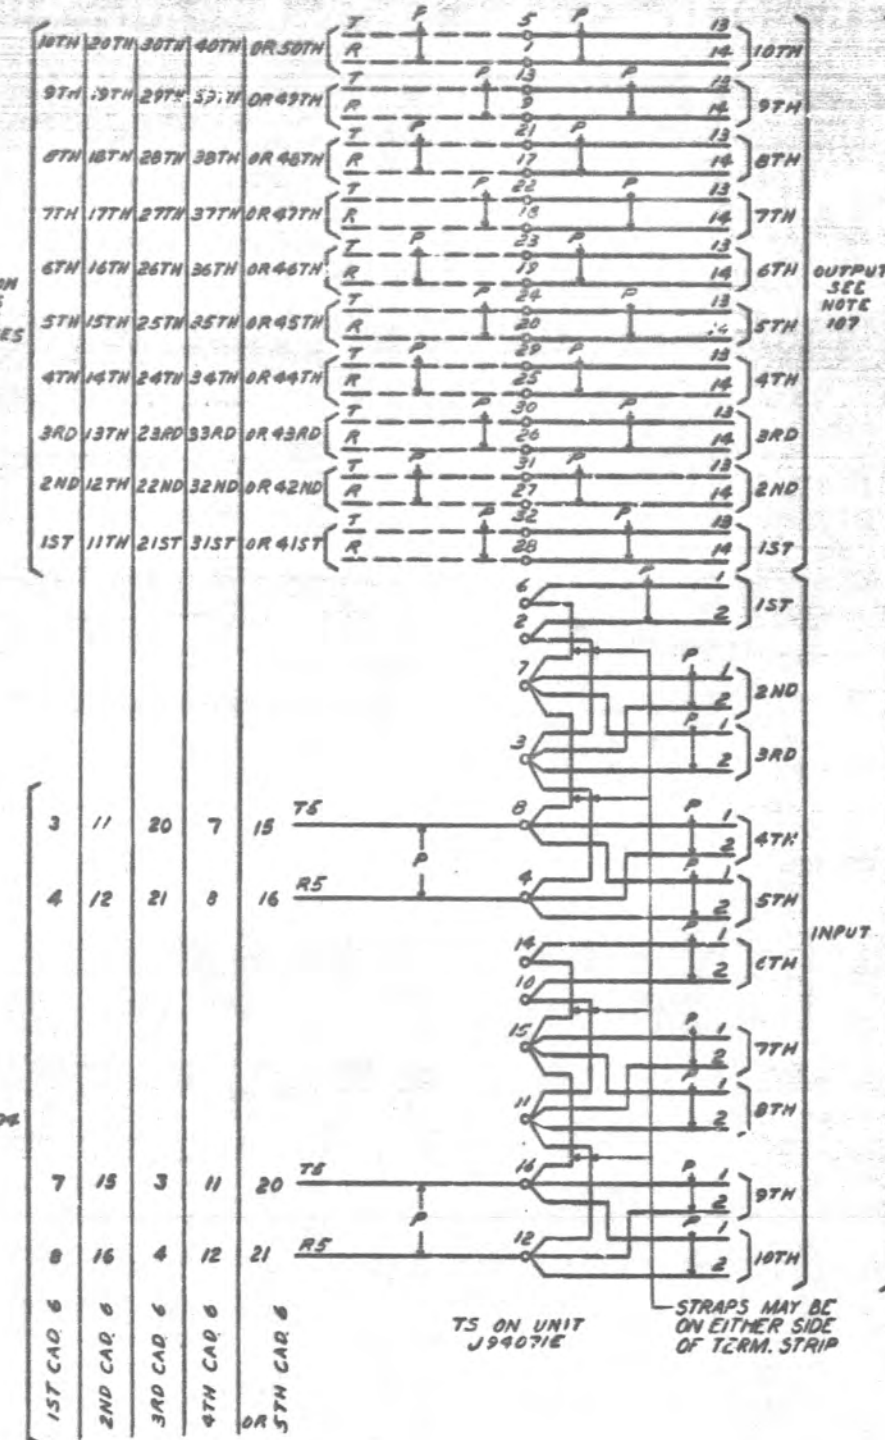 10TH 20TH 30TH 40TH OR 50TH T R P 5 1 P 13 14 10TH
9TH 19TH 29TH OR 49TH T R P 13 9 P 13 14 9TH
8TH 18TH 28TH 38TH OR 48TH T R P 21 17 P 13 14 8TH
7TH 17TH 27TH 37TH OR 47TH T R P 22 18 P 13 14 7TH
6TH 16TH 26TH 36TH OR 46TH T R P 23 19 P 13 14 6TH
5TH 15TH 25TH 35TH OR 45TH T R P 24 20 P 13 5TH
4TH 14TH 24TH 34TH OR 44TH T R P 29 25 P 13 14 4TH
3RD 13TH 23RD 33RD OR 43RD T R P 30 26 P 13 14 3RD
2ND 12TH 22ND 32ND OR 42ND T R P 31 27 P 13 14 2ND
1ST 11TH 21ST 31ST OR 41ST T R P 32 28 P 13 14 1ST
OUTPUT
SEE
NOTE
107
6 2 P 1 2 1ST
7 P 1 2 2ND
3 P 1 2 3RD
3 11 20 7 15 T5 P 8 P 1 2 4TH
4 12 21 8 16 R5 4 P 1 2 5TH
14 10 P 1 2 6TH
INPUT
15 P 1 2 7TH
11 P 1 2 8TH
7 15 3 11 20 T5 P 16 P 1 2 9TH
8 16 4 12 21 R5 12 P 1 2 10TH
1ST CAD. 6
2ND CAD. 6
3RD CAD. 6
4TH CAD. 6
OR 5TH CAD. 6
TS ON UNIT
J94071E
STRAPS MAY BE
ON EITHER SIDE
OF TERM. STRIP